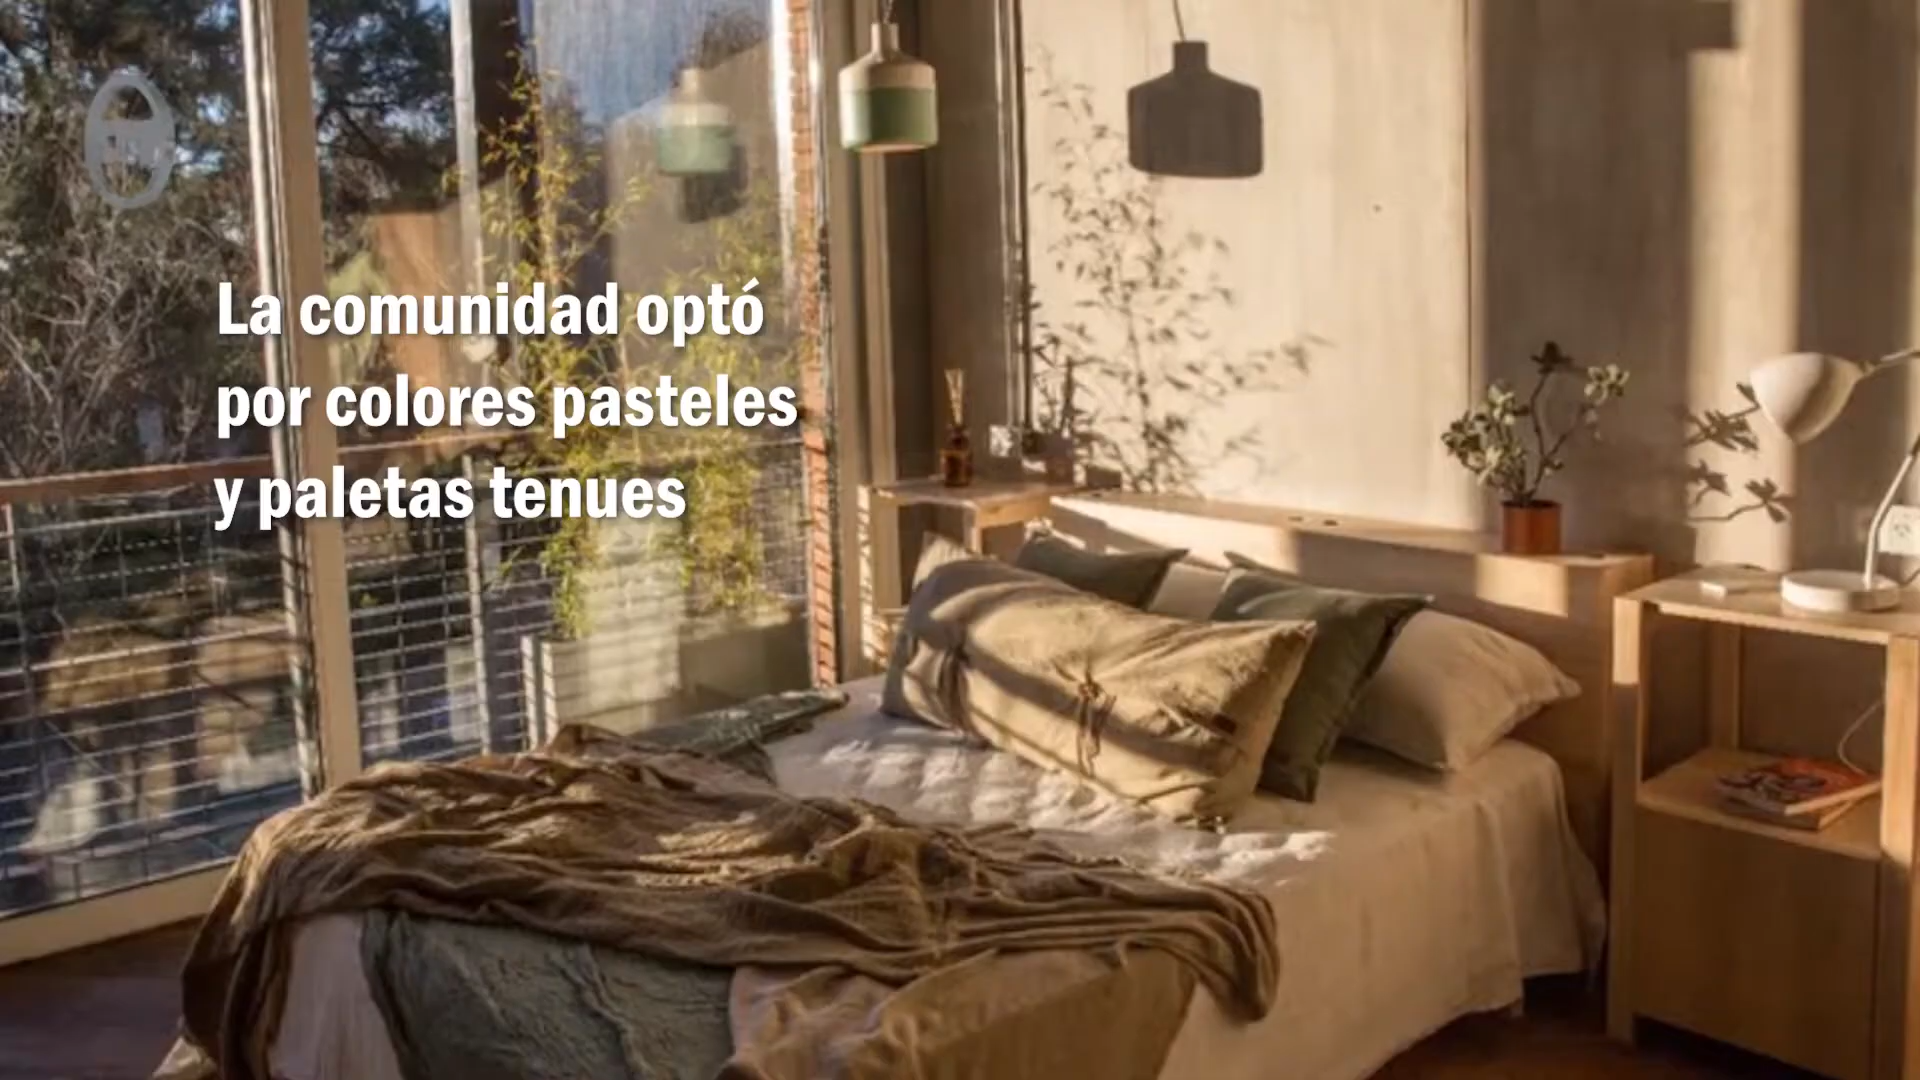 La comunidad optó
por colores pasteles
y paletas tenues